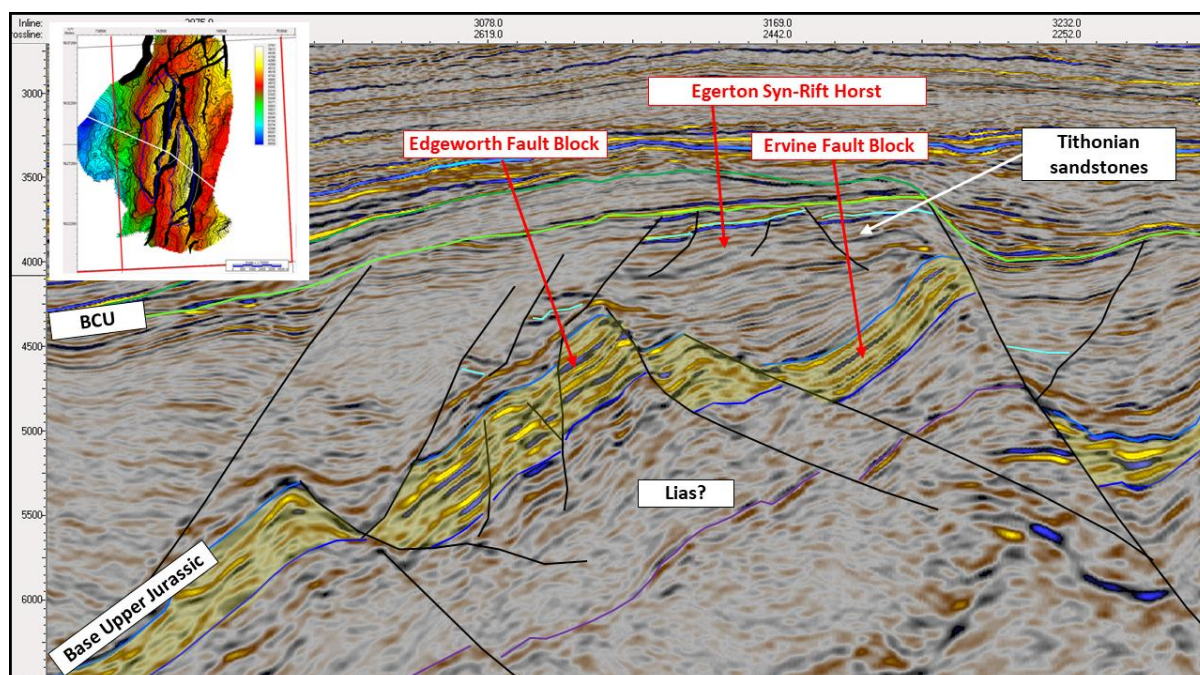 Inline: 3078.0 3169.0 3232.0
2619.0 2442.0 2252.0
Egerton Syn-Rift Horst
Edgeworth Fault Block
Ervine Fault Block
Tithonian
sandstones
3000
3500
4000
BCU
4500
5000
Lias?
5500
Base Upper Jurassic
6000